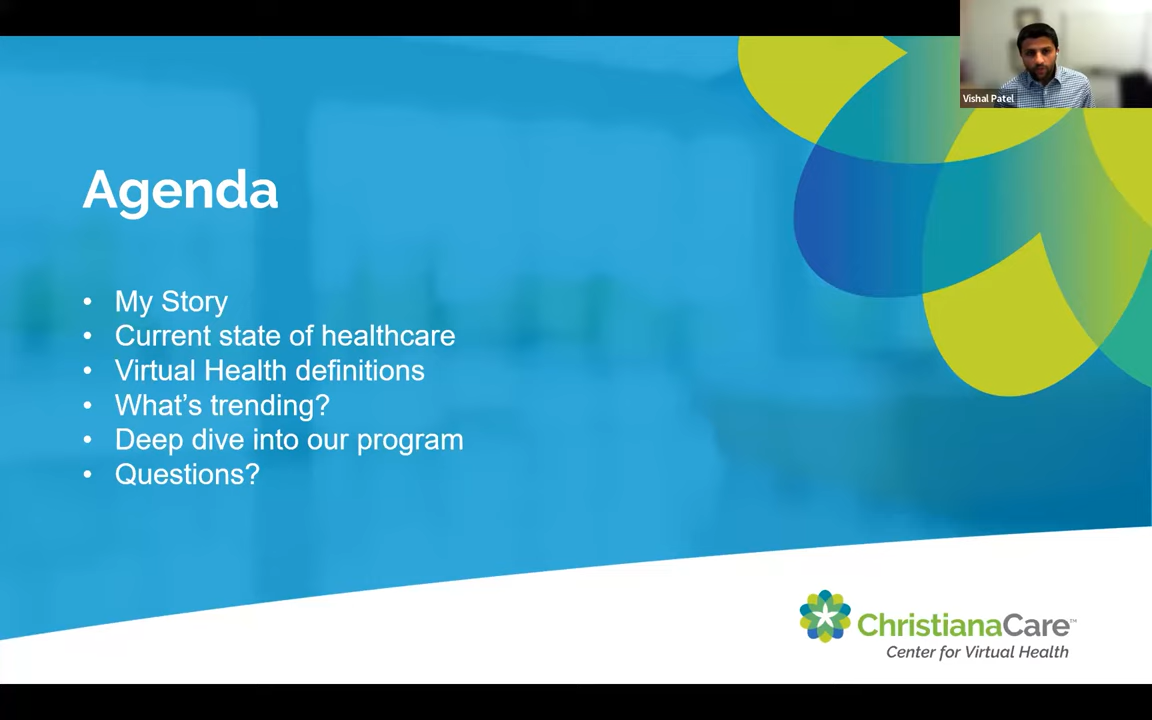 Vishal Patel
Agenda
• My Story
• Current state of healthcare
• Virtual Health definitions
• What's trending?
• Deep dive into our program
• Questions?
ChristianaCare™
Center for Virtual Health